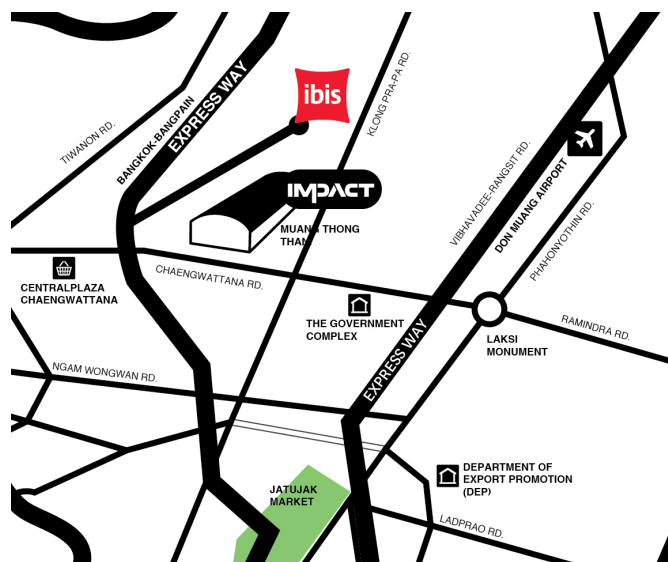 ibis
KLONG PRA-PA RD.
EXPRESS WAY
BANGKOK-BANGPAIN
TIWANON RD.
VIBHAVADEE-RANGSIT RD.
DON MUANG AIRPORT
PHAHONYOTHIN RD.
IMPACT
MUANG THONG
THAN
CENTRALPLAZA
CHAENGWATTANA
CHAENGWATTANA RD.
THE GOVERNMENT
COMPLEX
EXPRESS WAY
LAKSI
MONUMENT
RAMINDRA RD.
NGAM WONGWAN RD.
JATUJAK
MARKET
DEPARTMENT OF
EXPORT PROMOTION
(DEP)
LADPRAO RD.